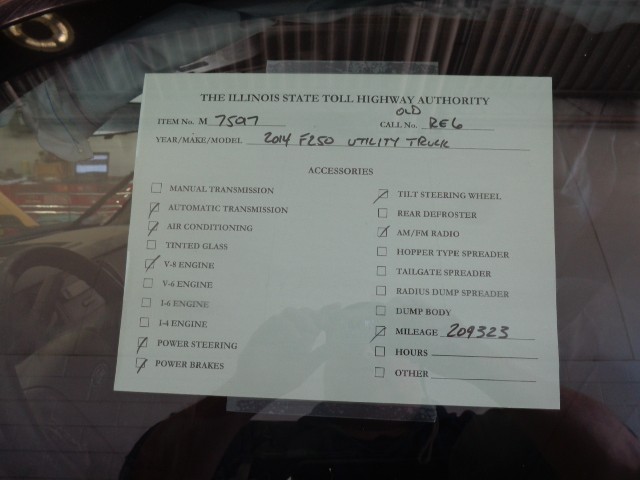 THE ILLINOIS STATE TOLL HIGHWAY AUTHORITY
OLD
ITEM No. M 7597 CALL No. RE6
YEAR/MAKE/MODEL 2014 F250 UTILITY TRUCK
ACCESSORIES
MANUAL TRANSMISSION
AUTOMATIC TRANSMISSION
AIR CONDITIONING
TINTED GLASS
V-8 ENGINE
V-6 ENGINE
I-6 ENGINE
I-4 ENGINE
POWER STEERING
POWER BRAKES
TILT STEERING WHEEL
REAR DEFROSTER
AM/FM RADIO
HOPPER TYPE SPREADER
TAILGATE SPREADER
RADIUS DUMP SPREADER
DUMP BODY
MILEAGE 209323
HOURS
OTHER